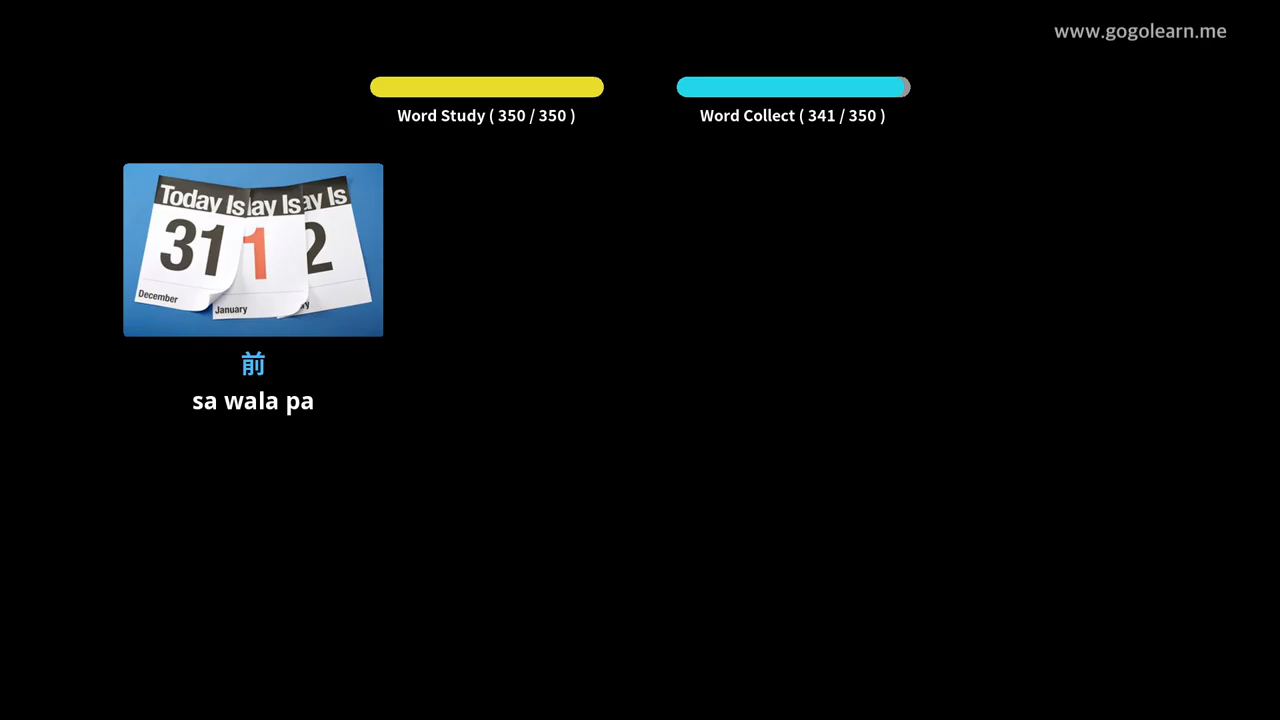 www.gogolearn.me
Word Study ( 350 / 350 )
Word Collect ( 341 / 350 )
Today Is
ay Is
ay Is
31
1
2
December
January
ry
前
sa wala pa